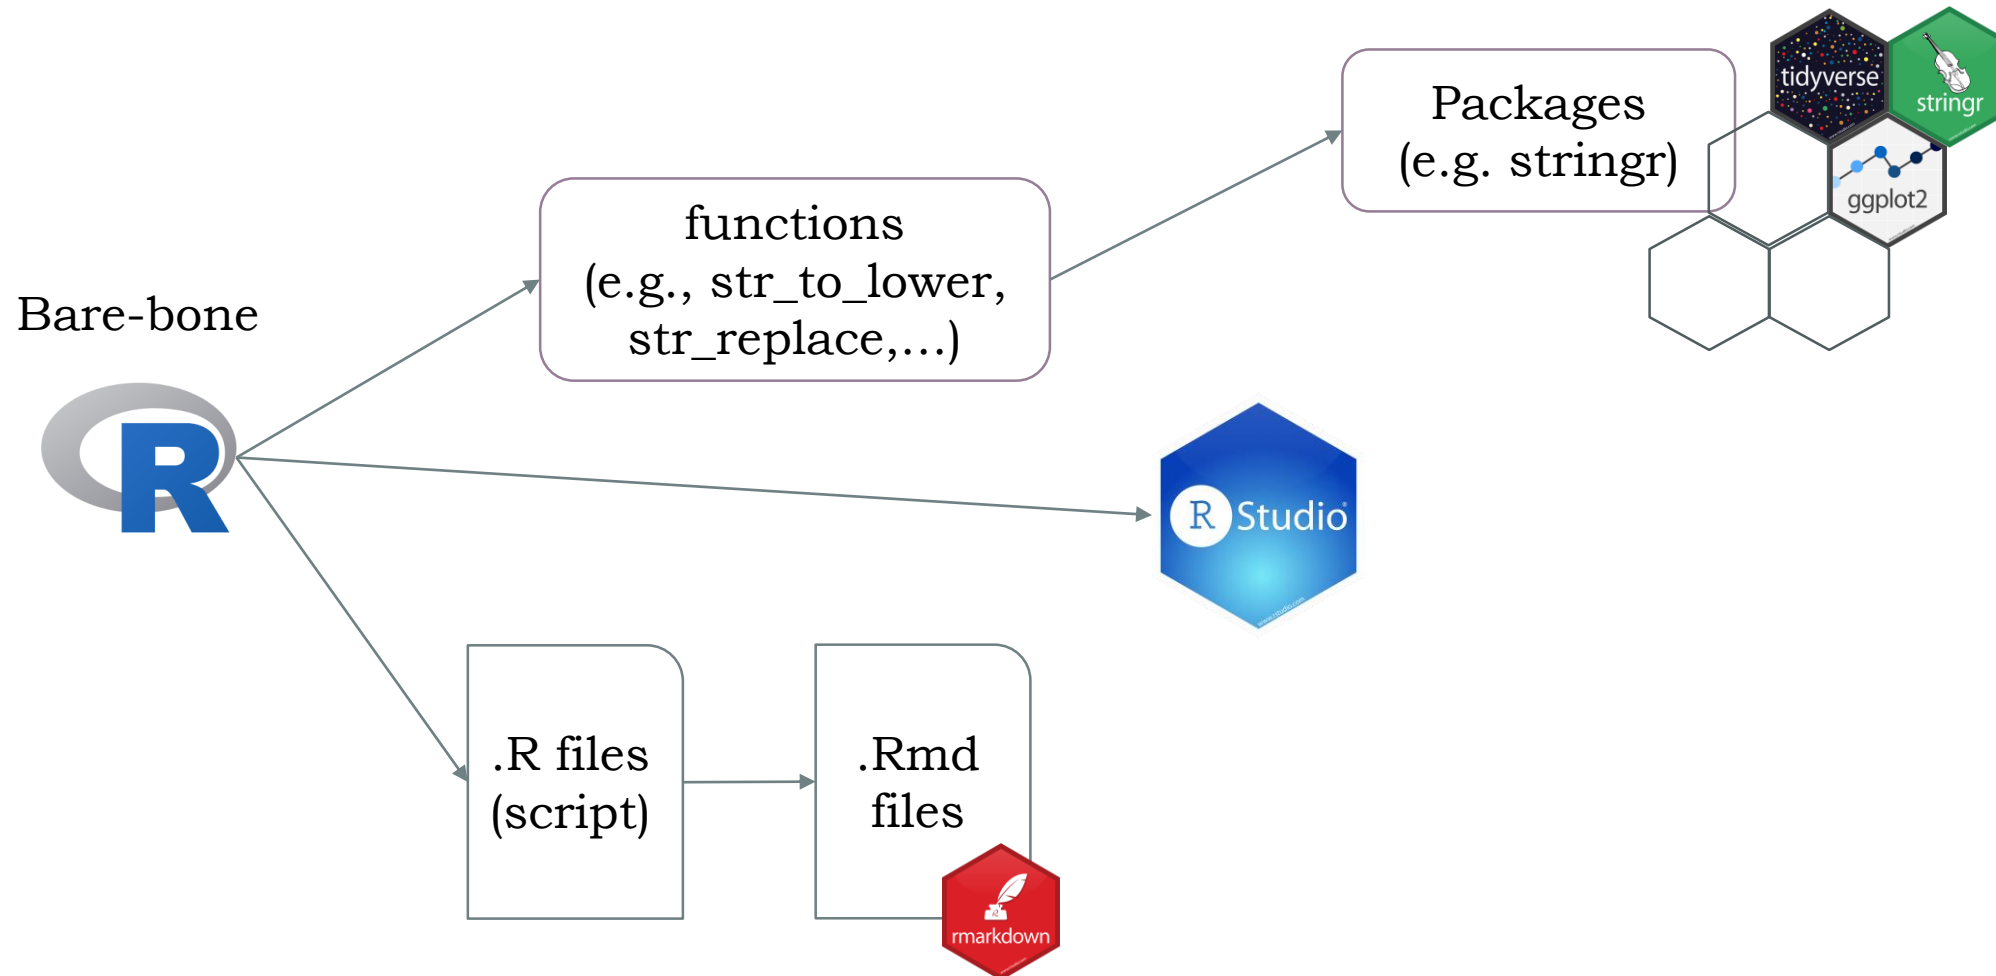 Bare-bone
R
functions
(e.g., str_to_lower,
str_replace,...)
Packages
(e.g. stringr)
tidyverse
stringr
ggplot2
R Studio
.R files
(script)
.Rmd
files
rmarkdown